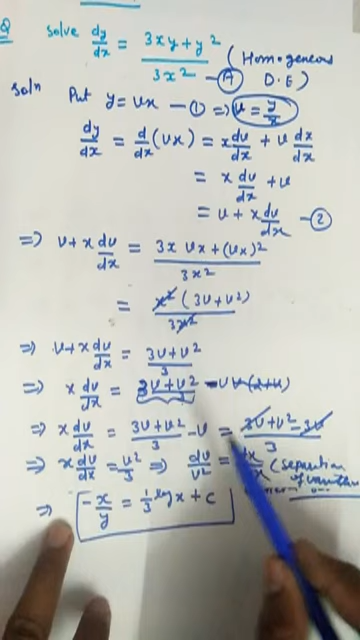 Q solve dy/dx = (3xy + y²)/3x² — (A) (Homogeneous D.E)
Soln Put y = vx — (1) ⇒ v = y/x
dy/dx = d/dx (vx) = x dv/dx + v dx/dx
= x dv/dx + v
= v + x dv/dx — (2)
⇒ v + x dv/dx = (3x vx + (vx)²)/3x²
= x² (3v + v²)/3x²
⇒ v + x dv/dx = (3v + v²)/3
⇒ x dv/dx = (3v + v²)/3 - v
⇒ x dv/dx = (3v + v²)/3 - v = (3v + v² - 3v)/3
⇒ x dv/dx = v²/3 ⇒ dv/v² = (separation of
⇒ -x/y = 1/3 log x + c